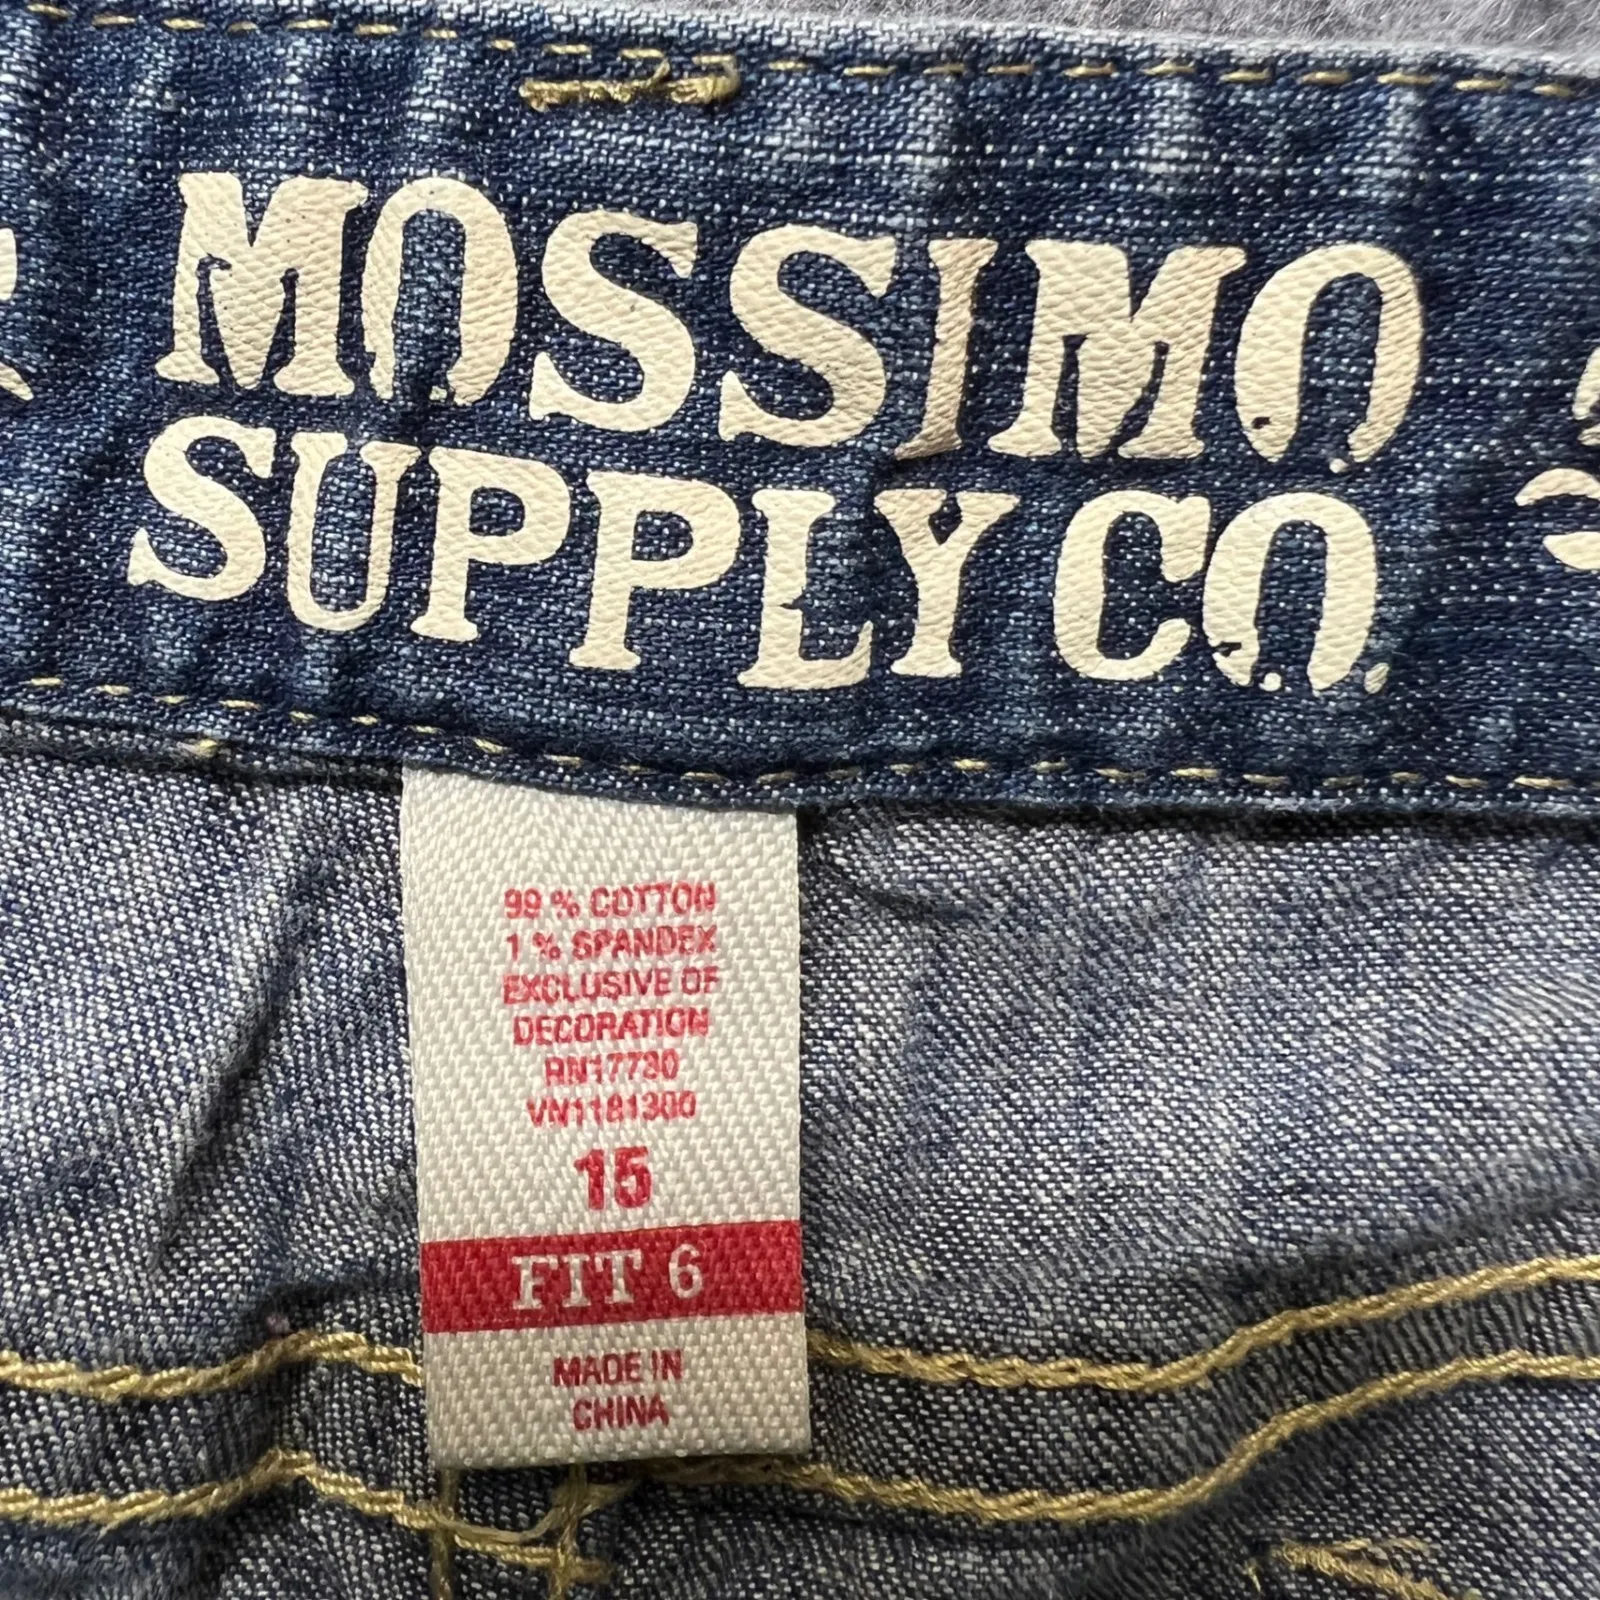 MOSSIMO
SUPPLY CO.
99 % COTTON
1 % SPANDEX
EXCLUSIVE OF
DECORATION
RN17730
VN1181300
15
FIT 6
MADE IN
CHINA